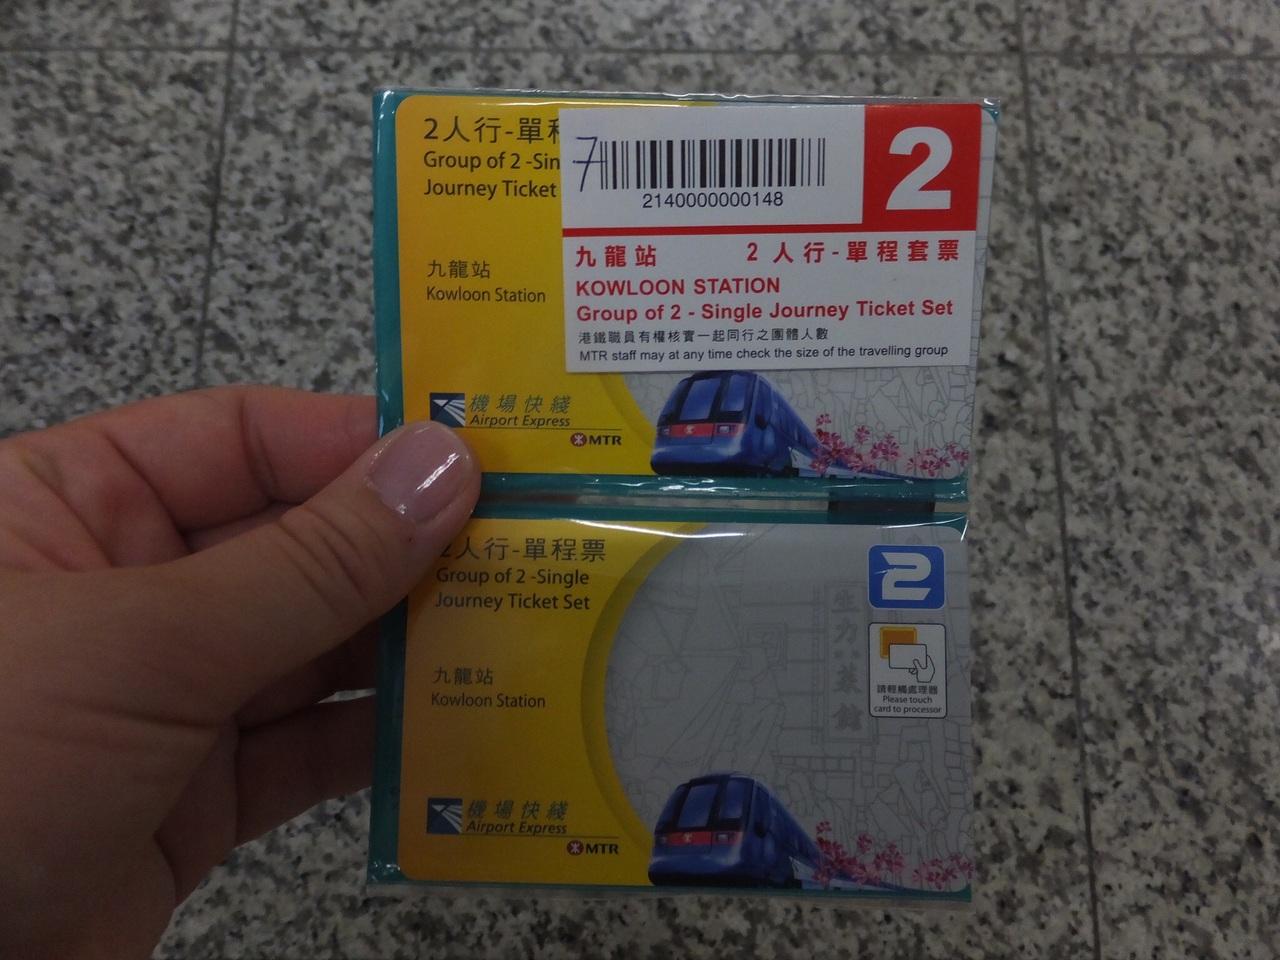 2人行-單程
Group of 2 -Sin
Journey Ticket
九龍站
Kowloon Station
機場快綫
Airport Express
MTR
7
2140000000148
2
九龍站 2人行-單程套票
KOWLOON STATION
Group of 2 - Single Journey Ticket Set
港鐵職員有權核實一起同行之團體人數
MTR staff may at any time check the size of the travelling group
2人行-單程票
Group of 2 -Single
Journey Ticket Set
九龍站
Kowloon Station
機場快綫
Airport Express
MTR
2
請輕觸處理器
Please touch
card to processor
生力
菜館